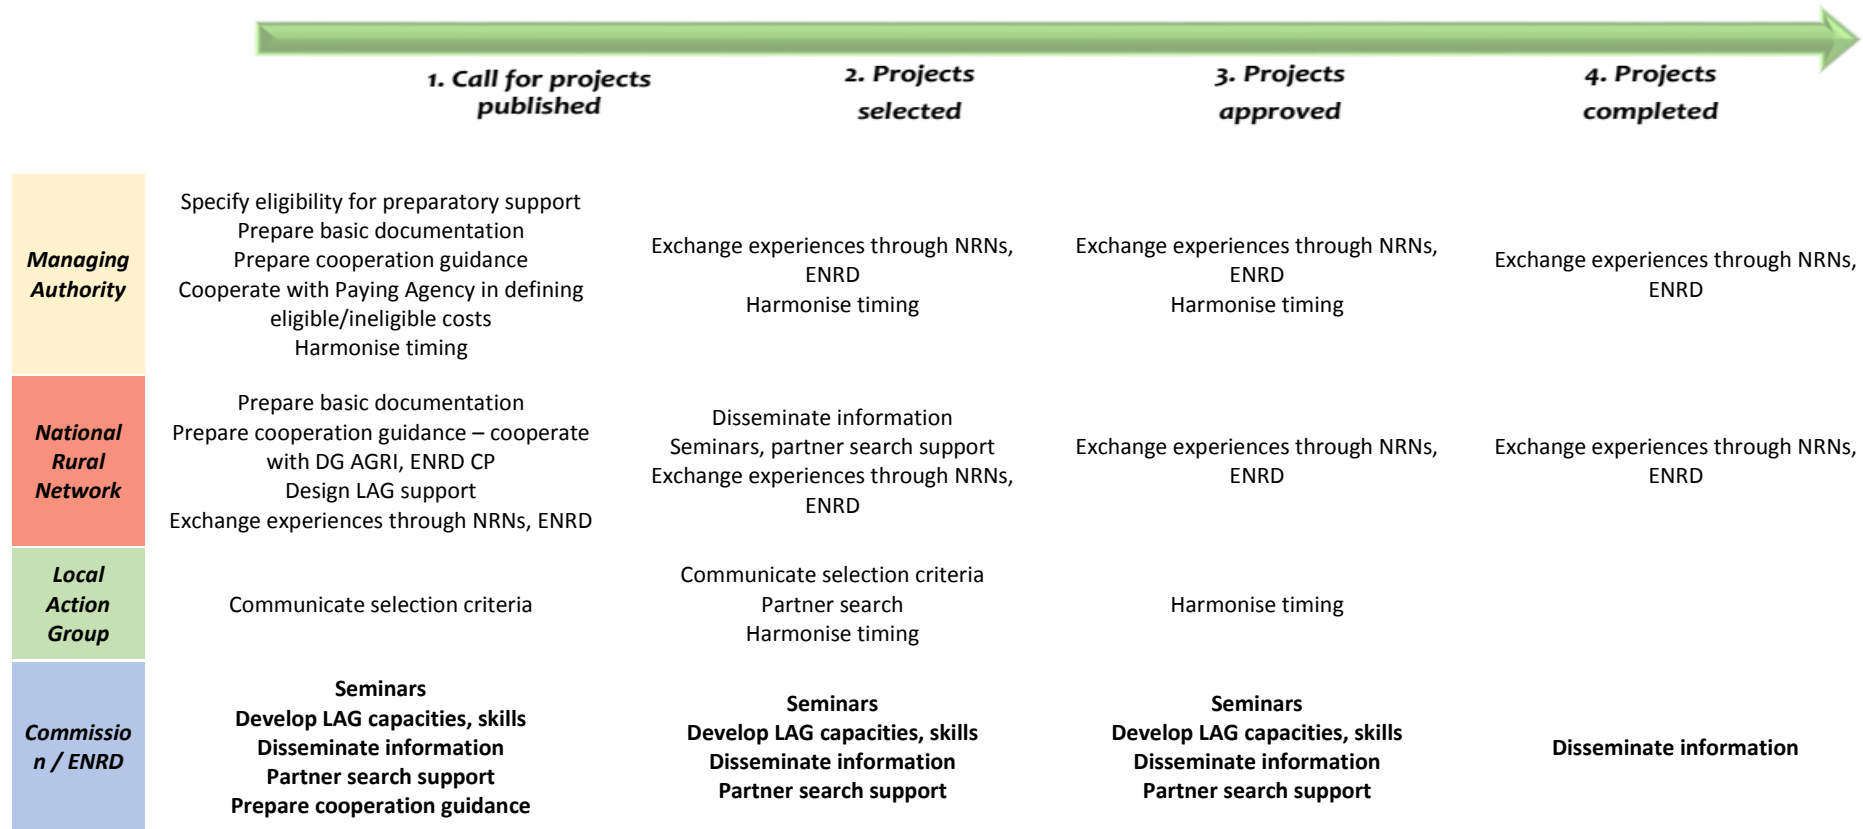 1. Call for projects
published
2. Projects
selected
3. Projects
approved
4. Projects
completed
Managing
Authority
Specify eligibility for preparatory support
Prepare basic documentation
Prepare cooperation guidance
Cooperate with Paying Agency in defining
eligible/ineligible costs
Harmonise timing
Exchange experiences through NRNs,
ENRD
Harmonise timing
Exchange experiences through NRNs,
ENRD
Harmonise timing
Exchange experiences through NRNs,
ENRD
National
Rural
Network
Prepare basic documentation
Prepare cooperation guidance – cooperate
with DG AGRI, ENRD CP
Design LAG support
Exchange experiences through NRNs, ENRD
Disseminate information
Seminars, partner search support
Exchange experiences through NRNs,
ENRD
Exchange experiences through NRNs,
ENRD
Exchange experiences through NRNs,
ENRD
Local
Action
Group
Communicate selection criteria
Communicate selection criteria
Partner search
Harmonise timing
Harmonise timing
Commissio
n / ENRD
Seminars
Develop LAG capacities, skills
Disseminate information
Partner search support
Prepare cooperation guidance
Seminars
Develop LAG capacities, skills
Disseminate information
Partner search support
Seminars
Develop LAG capacities, skills
Disseminate information
Partner search support
Disseminate information